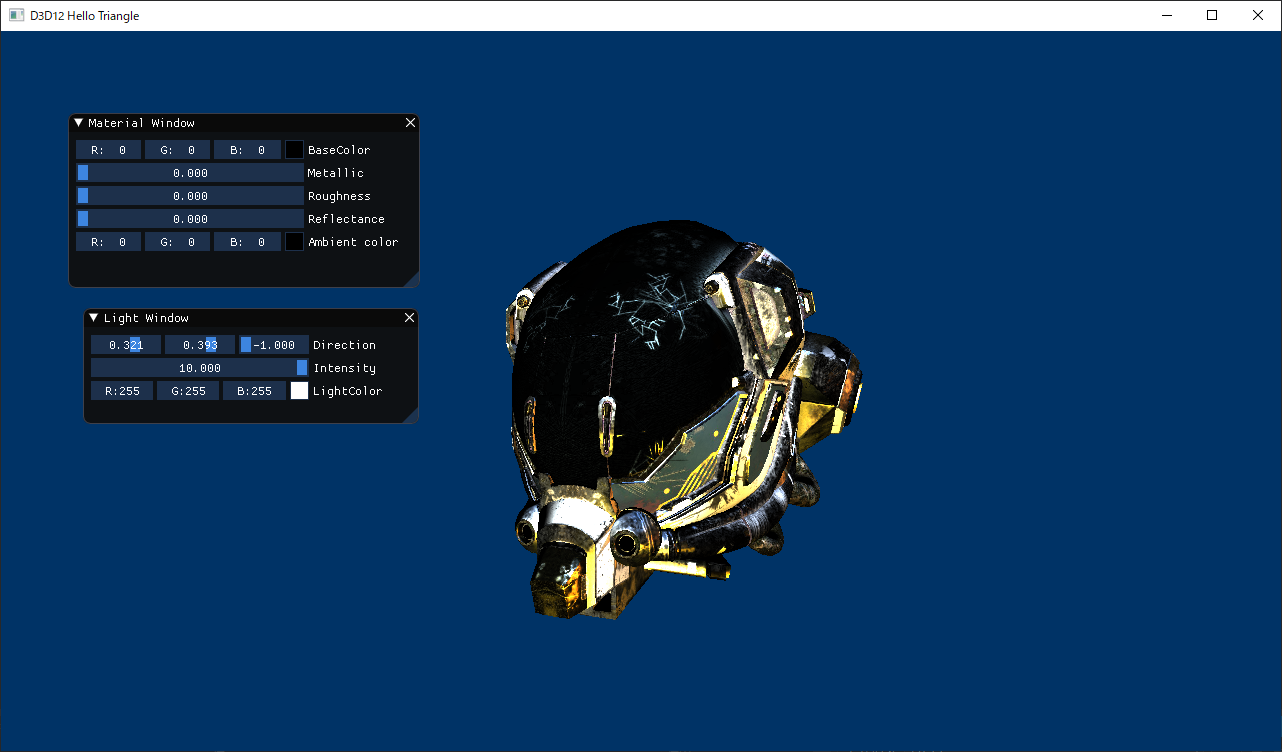 D3D12 Hello Triangle
Material Window
R: 0 G: 0 B: 0 BaseColor
0.000 Metallic
0.000 Roughness
0.000 Reflectance
R: 0 G: 0 B: 0 Ambient color
Light Window
0.321 0.393 -1.000 Direction
10.000 Intensity
R:255 G:255 B:255 LightColor